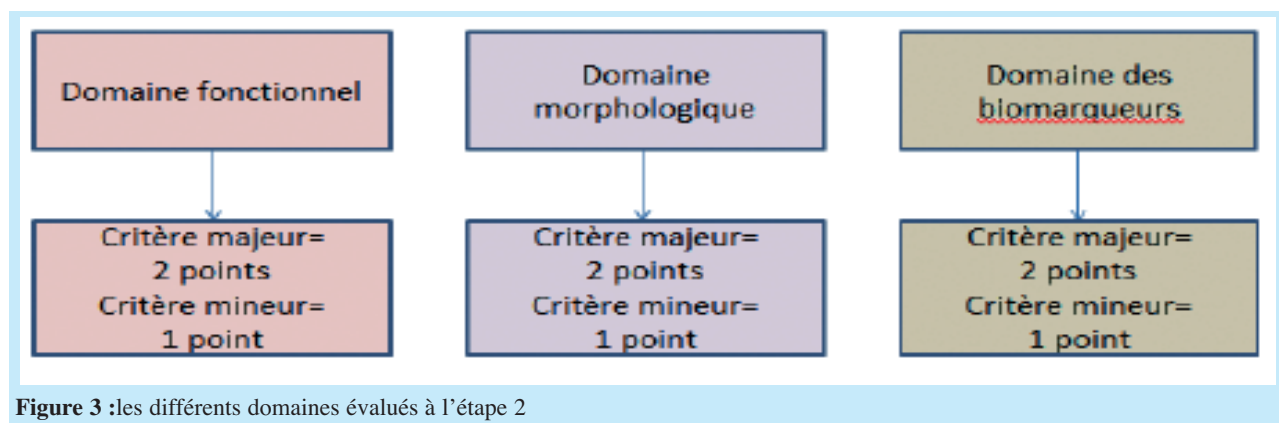 Domaine fonctionnel
Domaine
morphologique
Domaine des
biomarqueurs
Critère majeur=
2 points
Critère mineur=
1 point
Critère majeur=
2 points
Critère mineur=
1 point
Critère majeur=
2 points
Critère mineur=
1 point
Figure 3 :les différents domaines évalués à l'étape 2